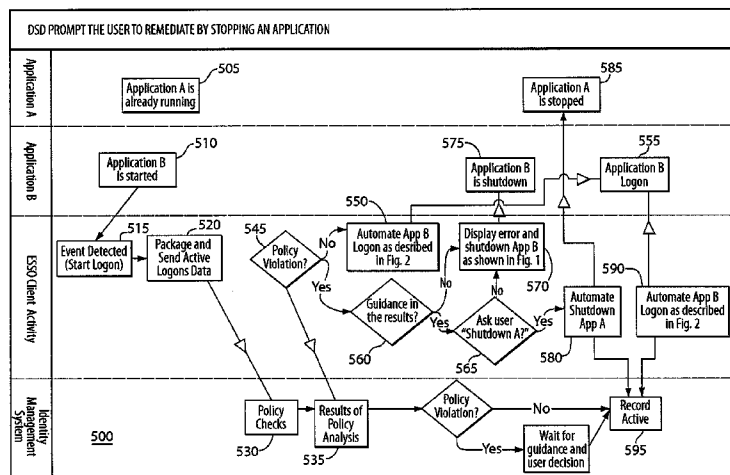 DSD PROMPT THE USER TO REMEDIATE BY STOPPING AN APPLICATION
Application A
Application A is
already running
505
Application A
is stopped
585
Application B
Application B
is started
510
575
Application B
is shutdown
555
Application B
Logon
ESSO Client
Activity
515
Event Detected
(Start Logon)
520
Package and
Send Active
Logons Data
545
Policy
Violation?
No
Yes
550
Automate App B
Logon as desribed
in Fig. 2
Guidance in
the results?
560
No
Yes
Display error and
shutdown App B
as shown in Fig. 1
570
No
Ask user
"Shutdown A?"
565
Yes
Automate
Shutdown
App A
580
590
Automate App B
Logon as described
in Fig. 2
Identity
Management
System
500
Policy
Checks
530
Results of
Policy
Analysis
535
Policy
Violation?
No
Yes
Wait for
guidance and
user decision
Record
Active
595